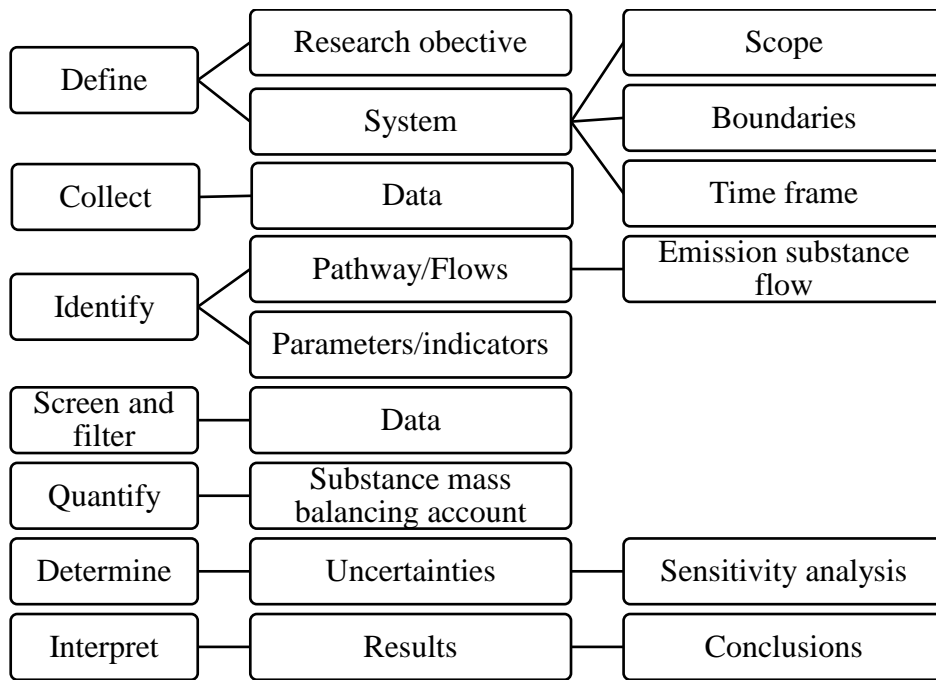 Define
Research obective
System
Scope
Boundaries
Time frame
Collect
Data
Identify
Pathway/Flows
Emission substance
flow
Parameters/indicators
Screen and
filter
Data
Quantify
Substance mass
balancing account
Determine
Uncertainties
Sensitivity analysis
Interpret
Results
Conclusions